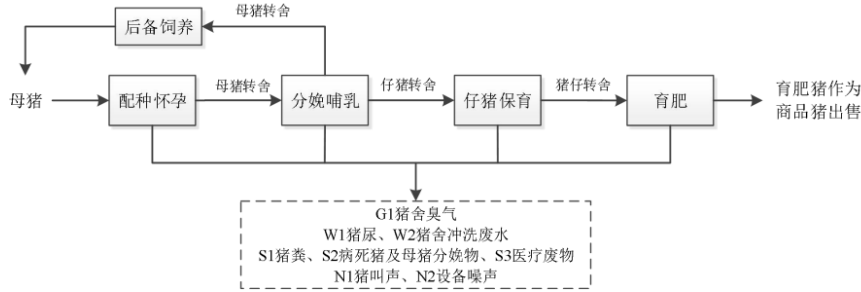 后备饲养
母猪转舍
母猪
配种怀孕
母猪转舍
分娩哺乳
仔猪转舍
仔猪保育
猪仔转舍
育肥
育肥猪作为
商品猪出售
G1猪舍臭气
W1猪尿、W2猪舍冲洗废水
S1猪粪、S2病死猪及母猪分娩物、S3医疗废物
N1猪叫声、N2设备噪声